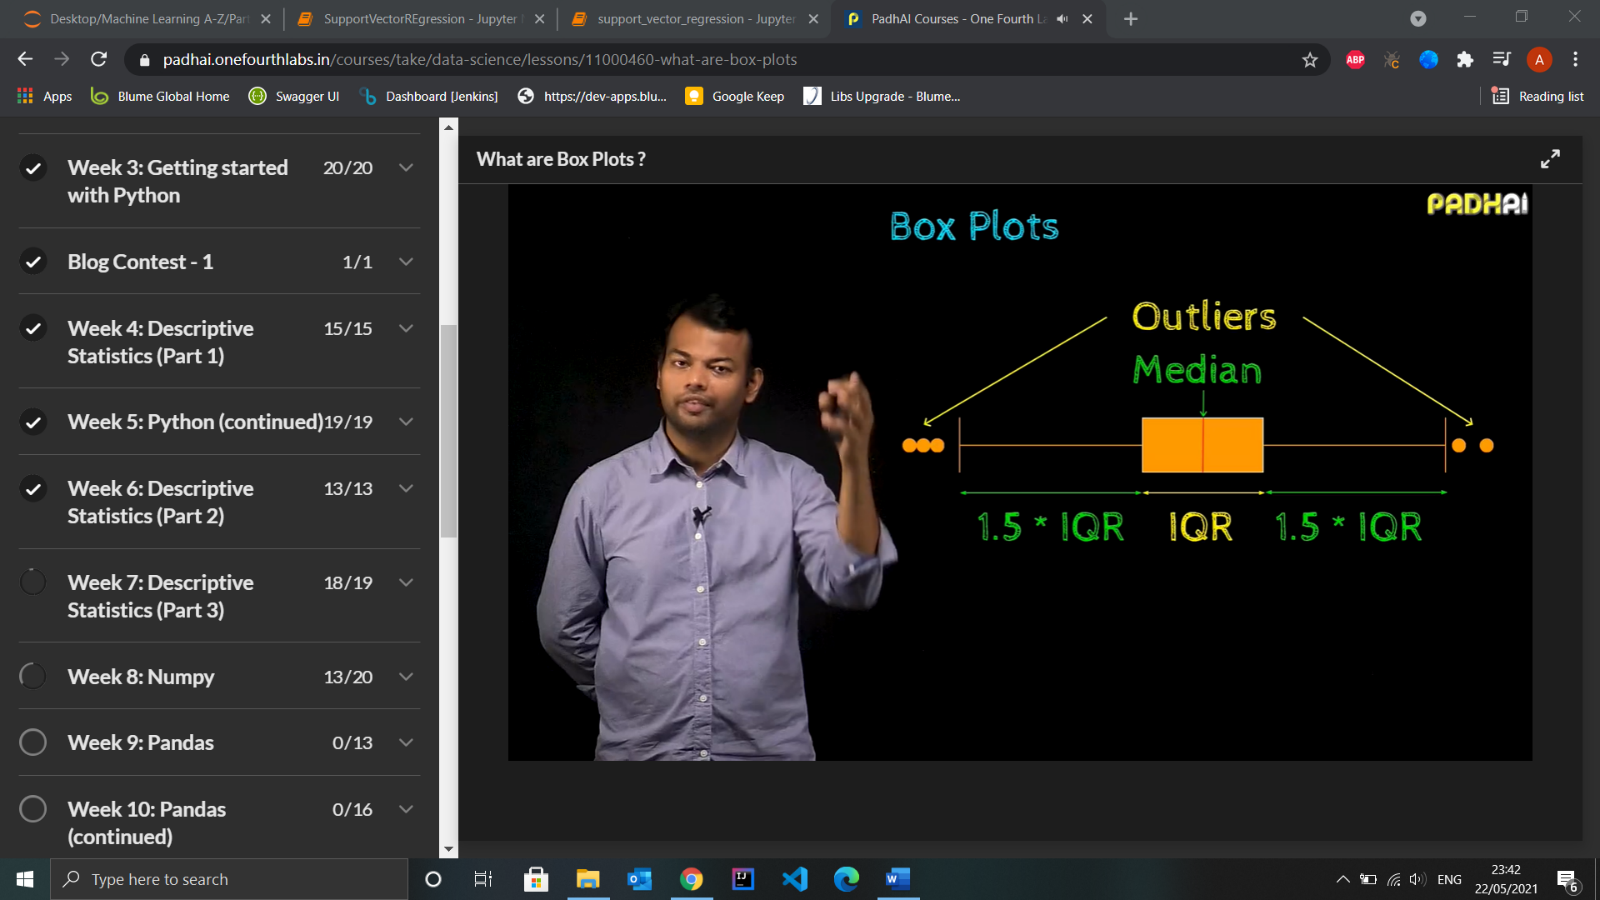 Desktop/Machine Learning A-Z/Par
SupportVectorREgression - Jupyter
support_vector_regression - Jupyter
PadhAI Courses - One Fourth La
padhai.onefourthlabs.in/courses/take/data-science/lessons/11000460-what-are-box-plots
ABP
C
A
Apps
Blume Global Home
Swagger UI
Dashboard [Jenkins]
https://dev-apps.blu...
Google Keep
Libs Upgrade - Blume...
Reading list
Week 3: Getting started 20/20
with Python
Blog Contest - 1 1/1
Week 4: Descriptive 15/15
Statistics (Part 1)
Week 5: Python (continued) 19/19
Week 6: Descriptive 13/13
Statistics (Part 2)
Week 7: Descriptive 18/19
Statistics (Part 3)
Week 8: Numpy 13/20
Week 9: Pandas 0/13
Week 10: Pandas 0/16
(continued)
What are Box Plots ?
PADHAI
Box Plots
Outliers
Median
1.5 * IQR IQR 1.5 * IQR
Type here to search
ENG
23:42
22/05/2021
6